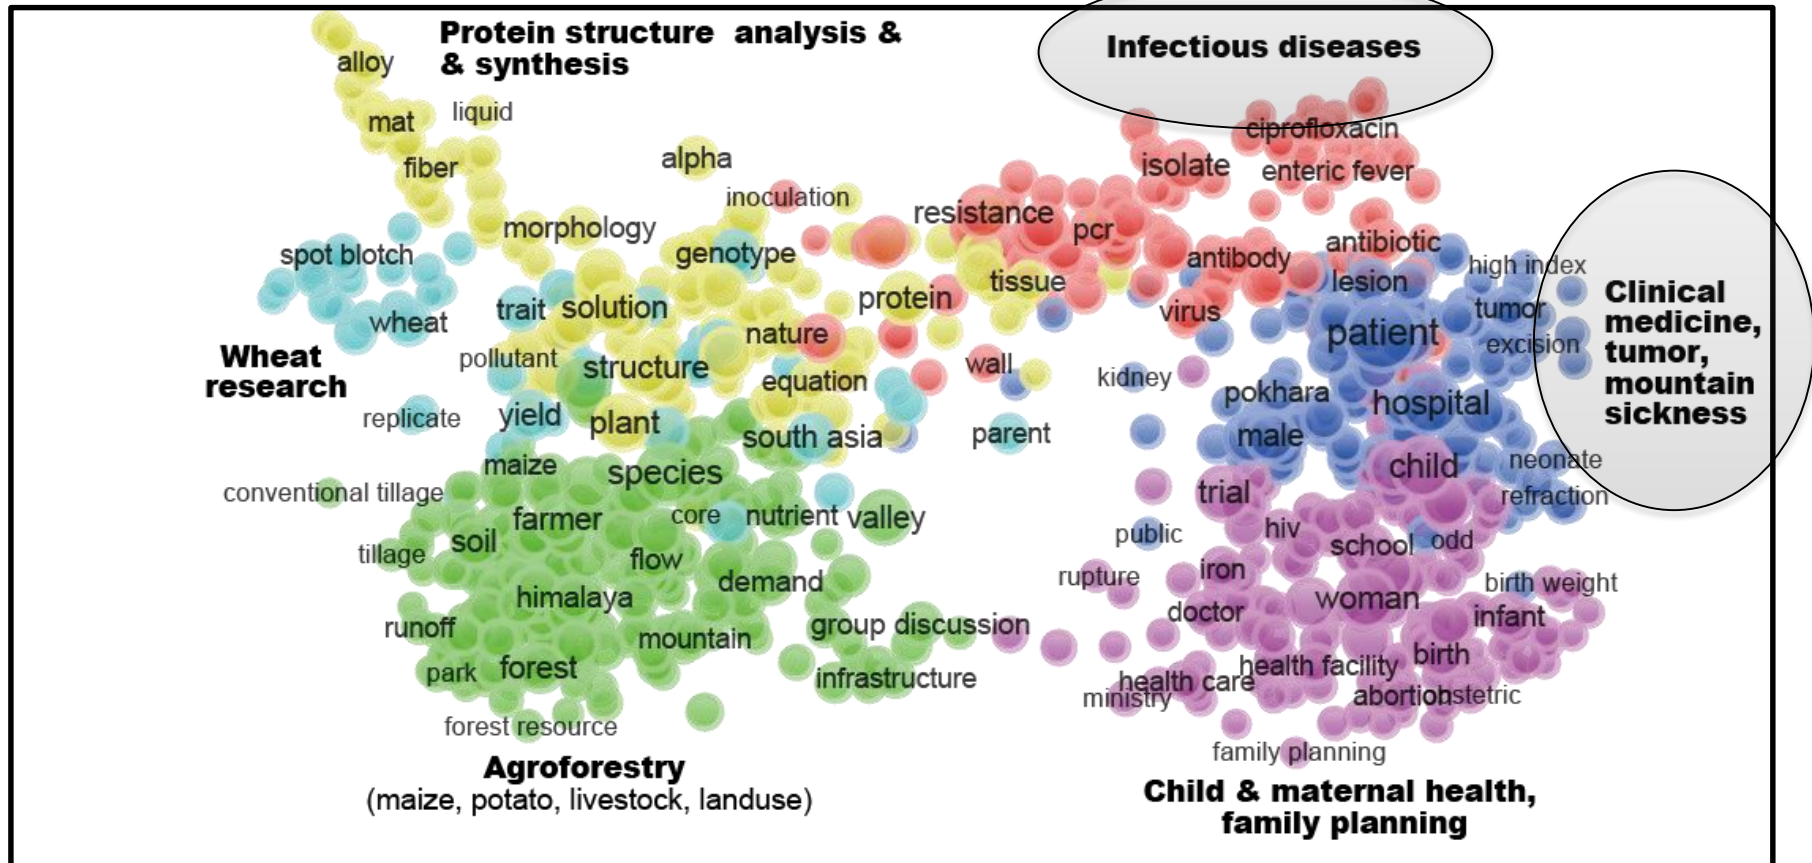 Protein structure analysis &
& synthesis
Infectious diseases
alloy
liquid
mat
ciprofloxacin
alpha
fiber
isolate
enteric fever
inoculation
resistance
morphology
pcr
antibiotic
spot blotch
genotype
antibody
high index
tissue
lesion
Clinical
medicine,
tumor,
mountain
sickness
trait
solution
protein
virus
tumor
wheat
nature
patient
excision
Wheat
research
pollutant
structure
wall
equation
kidney
pokhara
hospital
replicate
yield
plant
south asia
parent
male
maize
species
child
neonate
conventional tillage
trial
refraction
farmer
core
nutrient
valley
soil
public
hiv
school
odd
tillage
flow
demand
rupture
iron
birth weight
himalaya
woman
doctor
infant
runoff
mountain
group discussion
birth
park
forest
infrastructure
health facility
health care
ministry
abortion
obstetric
forest resource
family planning
Agroforestry
(maize, potato, livestock, landuse)
Child & maternal health,
family planning